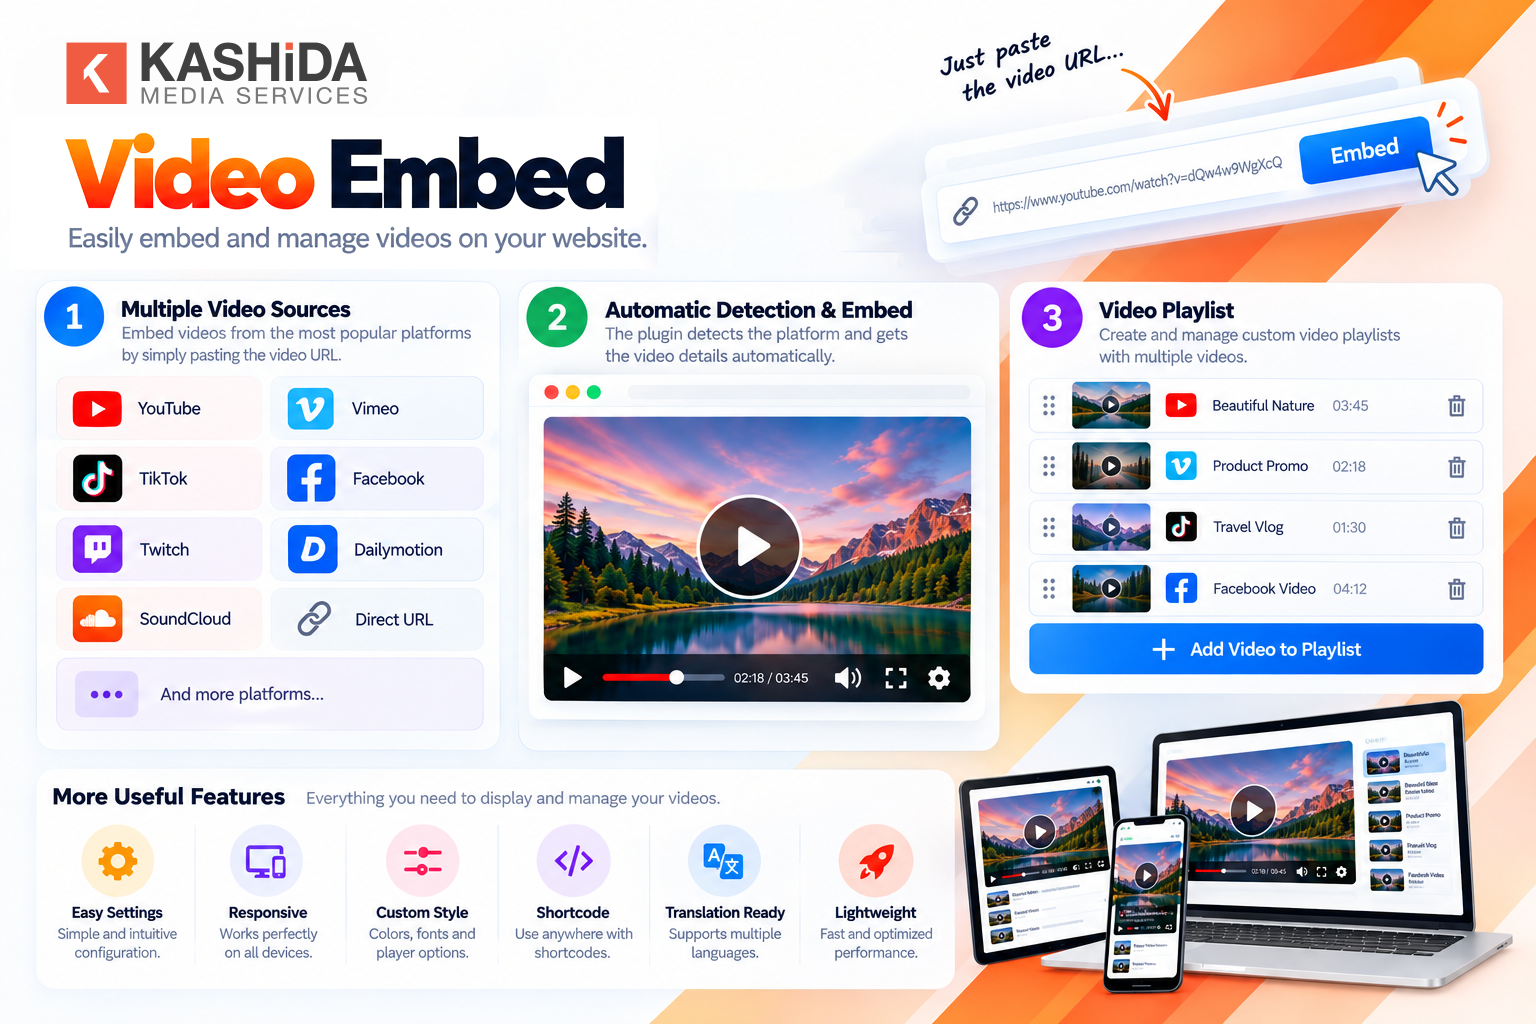 KASHiDA
MEDIA SERVICES
Video Embed
Easily embed and manage videos on your website.
Just paste
the video URL...
https://www.youtube.com/watch?v=dQw4w9WgXcQ
Embed
1
Multiple Video Sources
Embed videos from the most popular platforms
by simply pasting the video URL.
YouTube
Vimeo
TikTok
Facebook
Twitch
Dailymotion
SoundCloud
Direct URL
And more platforms...
2
Automatic Detection & Embed
The plugin detects the platform and gets
the video details automatically.
02:18 / 03:45
3
Video Playlist
Create and manage custom video playlists
with multiple videos.
Beautiful Nature 03:45
Product Promo 02:18
Travel Vlog 01:30
Facebook Video 04:12
+ Add Video to Playlist
More Useful Features
Everything you need to display and manage your videos.
Easy Settings
Simple and intuitive
configuration.
Responsive
Works perfectly
on all devices.
Custom Style
Colors, fonts and
player options.
Shortcode
Use anywhere with
shortcodes.
Translation Ready
Supports multiple
languages.
Lightweight
Fast and optimized
performance.
Product Promo